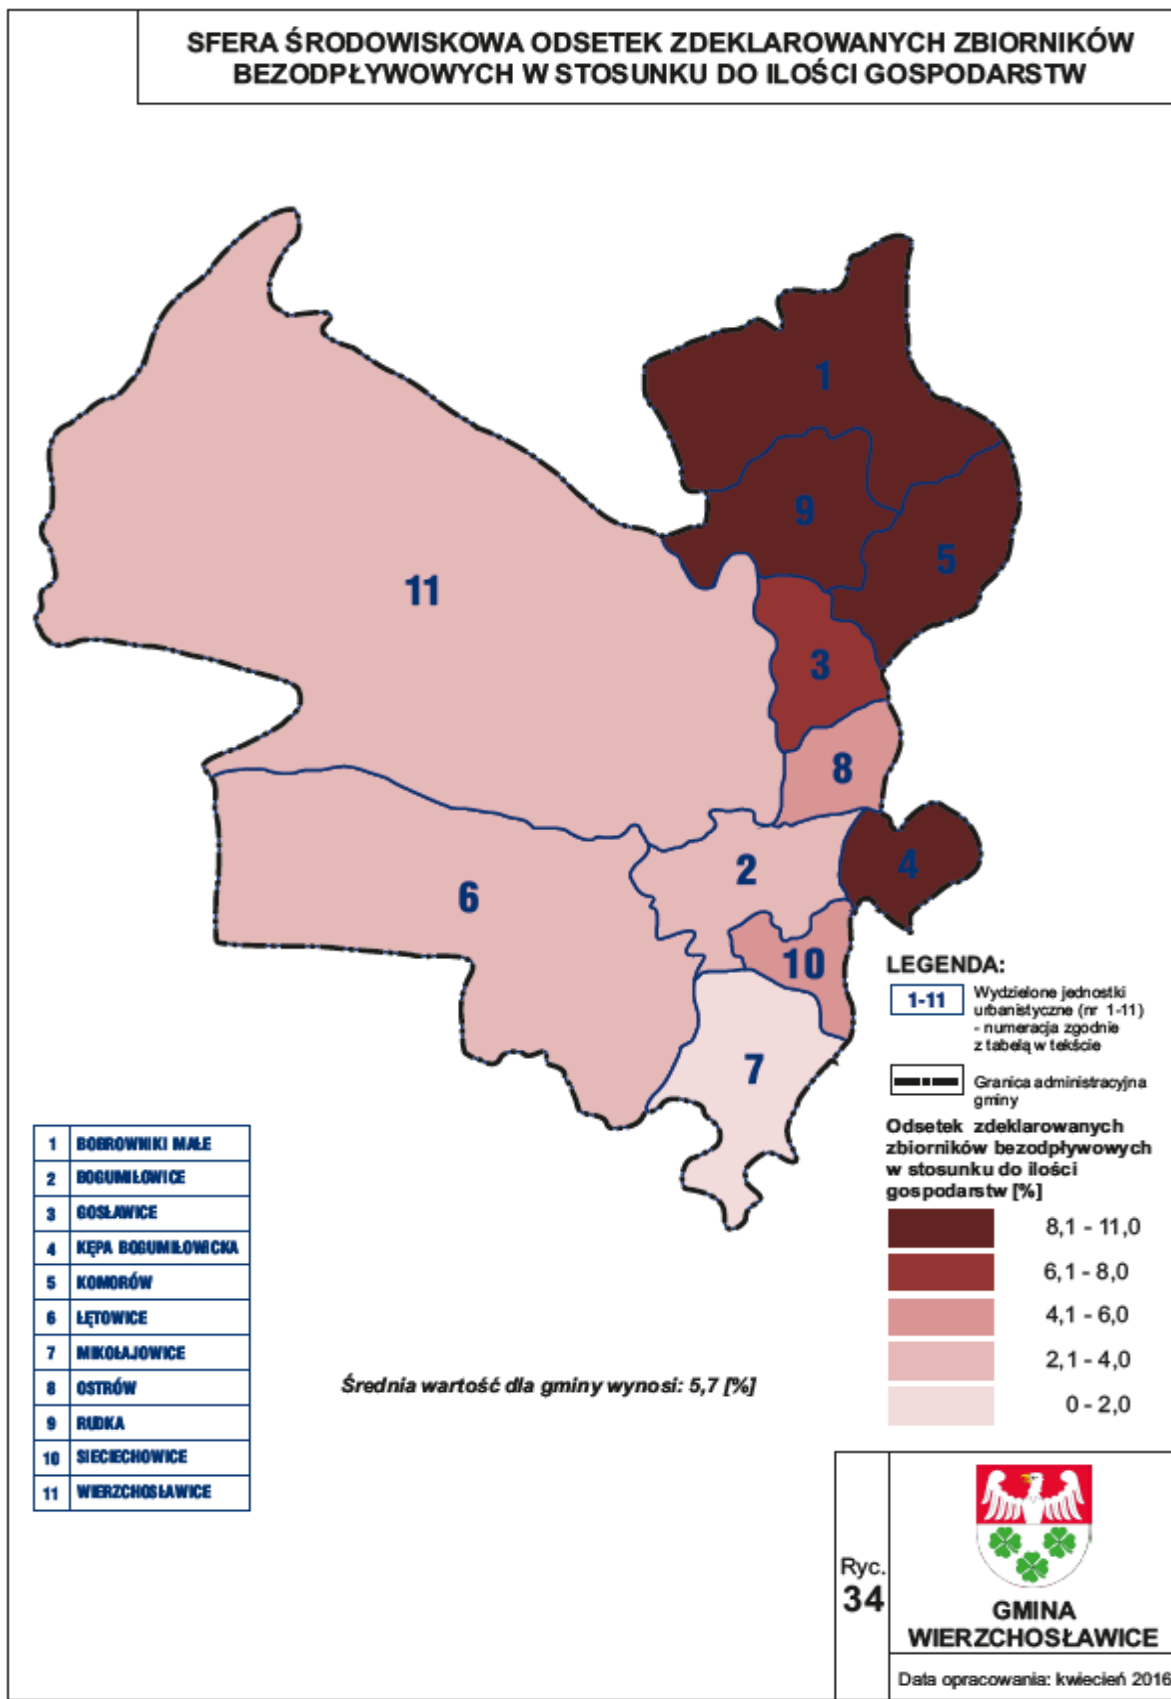 SFERA ŚRODOWISKOWA ODSETEK ZDEKLAROWANYCH ZBIORNIKÓW
BEZODPŁYWOWYCH W STOSUNKU DO ILOŚCI GOSPODARSTW
1
9
5
11
3
8
2
4
6
10
7
LEGENDA:
1-11
Wydzielone jednostki
urbanistyczne (nr 1-11)
- numeracja zgodnie
z tabelą w tekście
Granica administracyjna
gminy
Odsetek zdeklarowanych
zbiorników bezodpływowych
w stosunku do ilości
gospodarstw [%]
8,1 - 11,0
6,1 - 8,0
4,1 - 6,0
2,1 - 4,0
0 - 2,0
1 BOBROWNIKI MAŁE
2 BOGUMIŁOWICE
3 GOSŁAWICE
4 KĘPA BOGUMIŁOWICKA
5 KOMORÓW
6 ŁĘTOWICE
7 MIKOŁAJOWICE
8 OSTRÓW
9 RUDKA
10 SIECIECHOWICE
11 WIERZCHOSŁAWICE
Średnia wartość dla gminy wynosi: 5,7 [%]
Ryc.
34
GMINA
WIERZCHOSŁAWICE
Data opracowania: kwiecień 2016